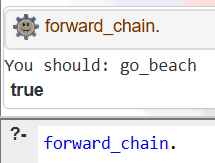 forward_chain.
You should: go_beach
true
?- forward_chain.